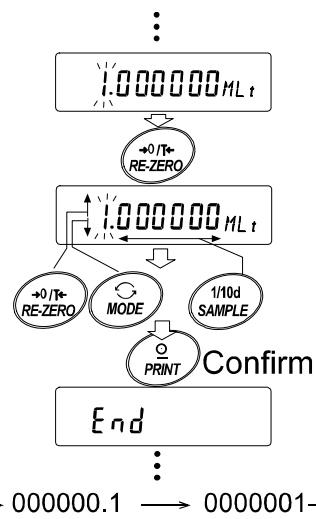 1.000000 MLt
→0/T←
RE-ZERO
1.000000 MLt
→0/T←
RE-ZERO
MODE
1/10d
SAMPLE
PRINT
Confirm
End
000000.1 → 0000001